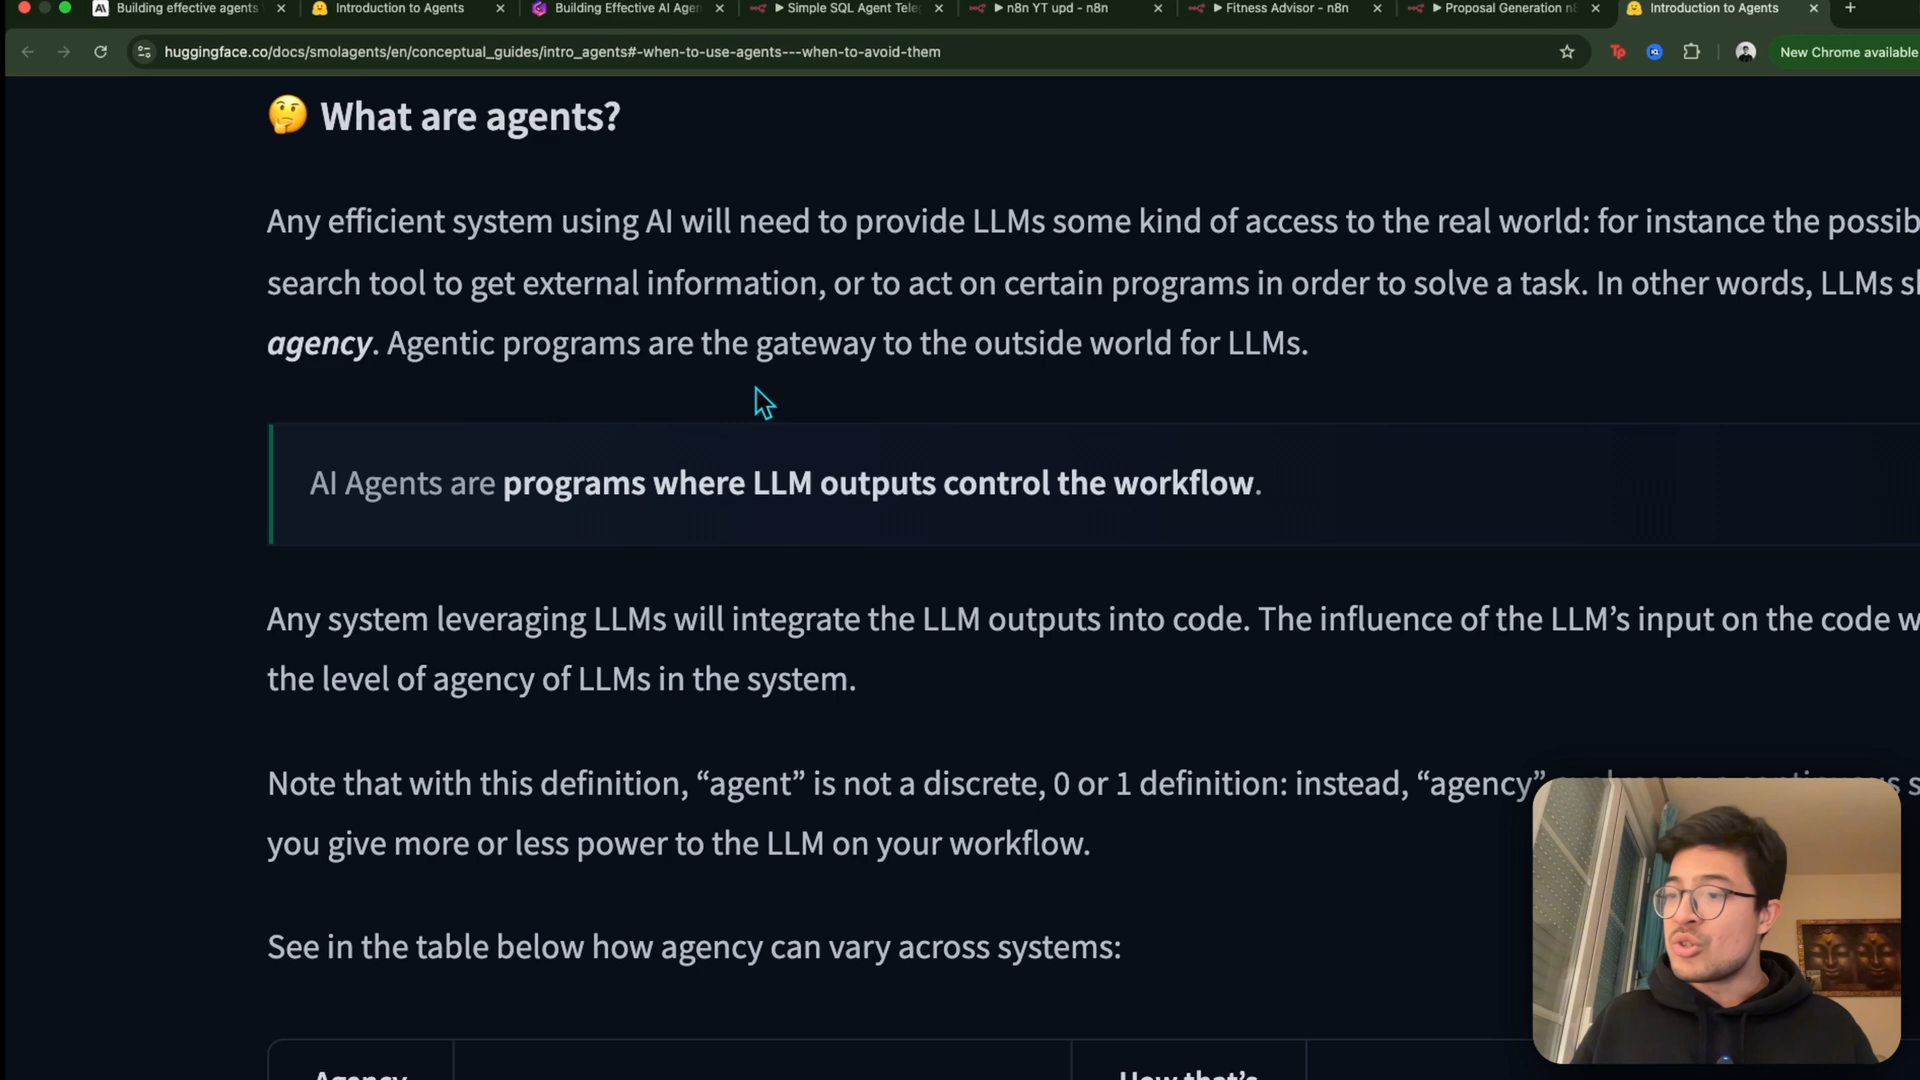 Building effective agents
Introduction to Agents
Building Effective AI Agen
Simple SQL Agent Tele
n8n YT upd - n8n
Fitness Advisor - n8n
Proposal Generation n8
Introduction to Agents
huggingface.co/docs/smolagents/en/conceptual_guides/intro_agents#-when-to-use-agents---when-to-avoid-them
New Chrome available
🤔 What are agents?
Any efficient system using AI will need to provide LLMs some kind of access to the real world: for instance the possib
search tool to get external information, or to act on certain programs in order to solve a task. In other words, LLMs sh
agency. Agentic programs are the gateway to the outside world for LLMs.
AI Agents are programs where LLM outputs control the workflow.
Any system leveraging LLMs will integrate the LLM outputs into code. The influence of the LLM’s input on the code w
the level of agency of LLMs in the system.
Note that with this definition, “agent” is not a discrete, 0 or 1 definition: instead, “agency”
you give more or less power to the LLM on your workflow.
See in the table below how agency can vary across systems:
Agency
How that’s